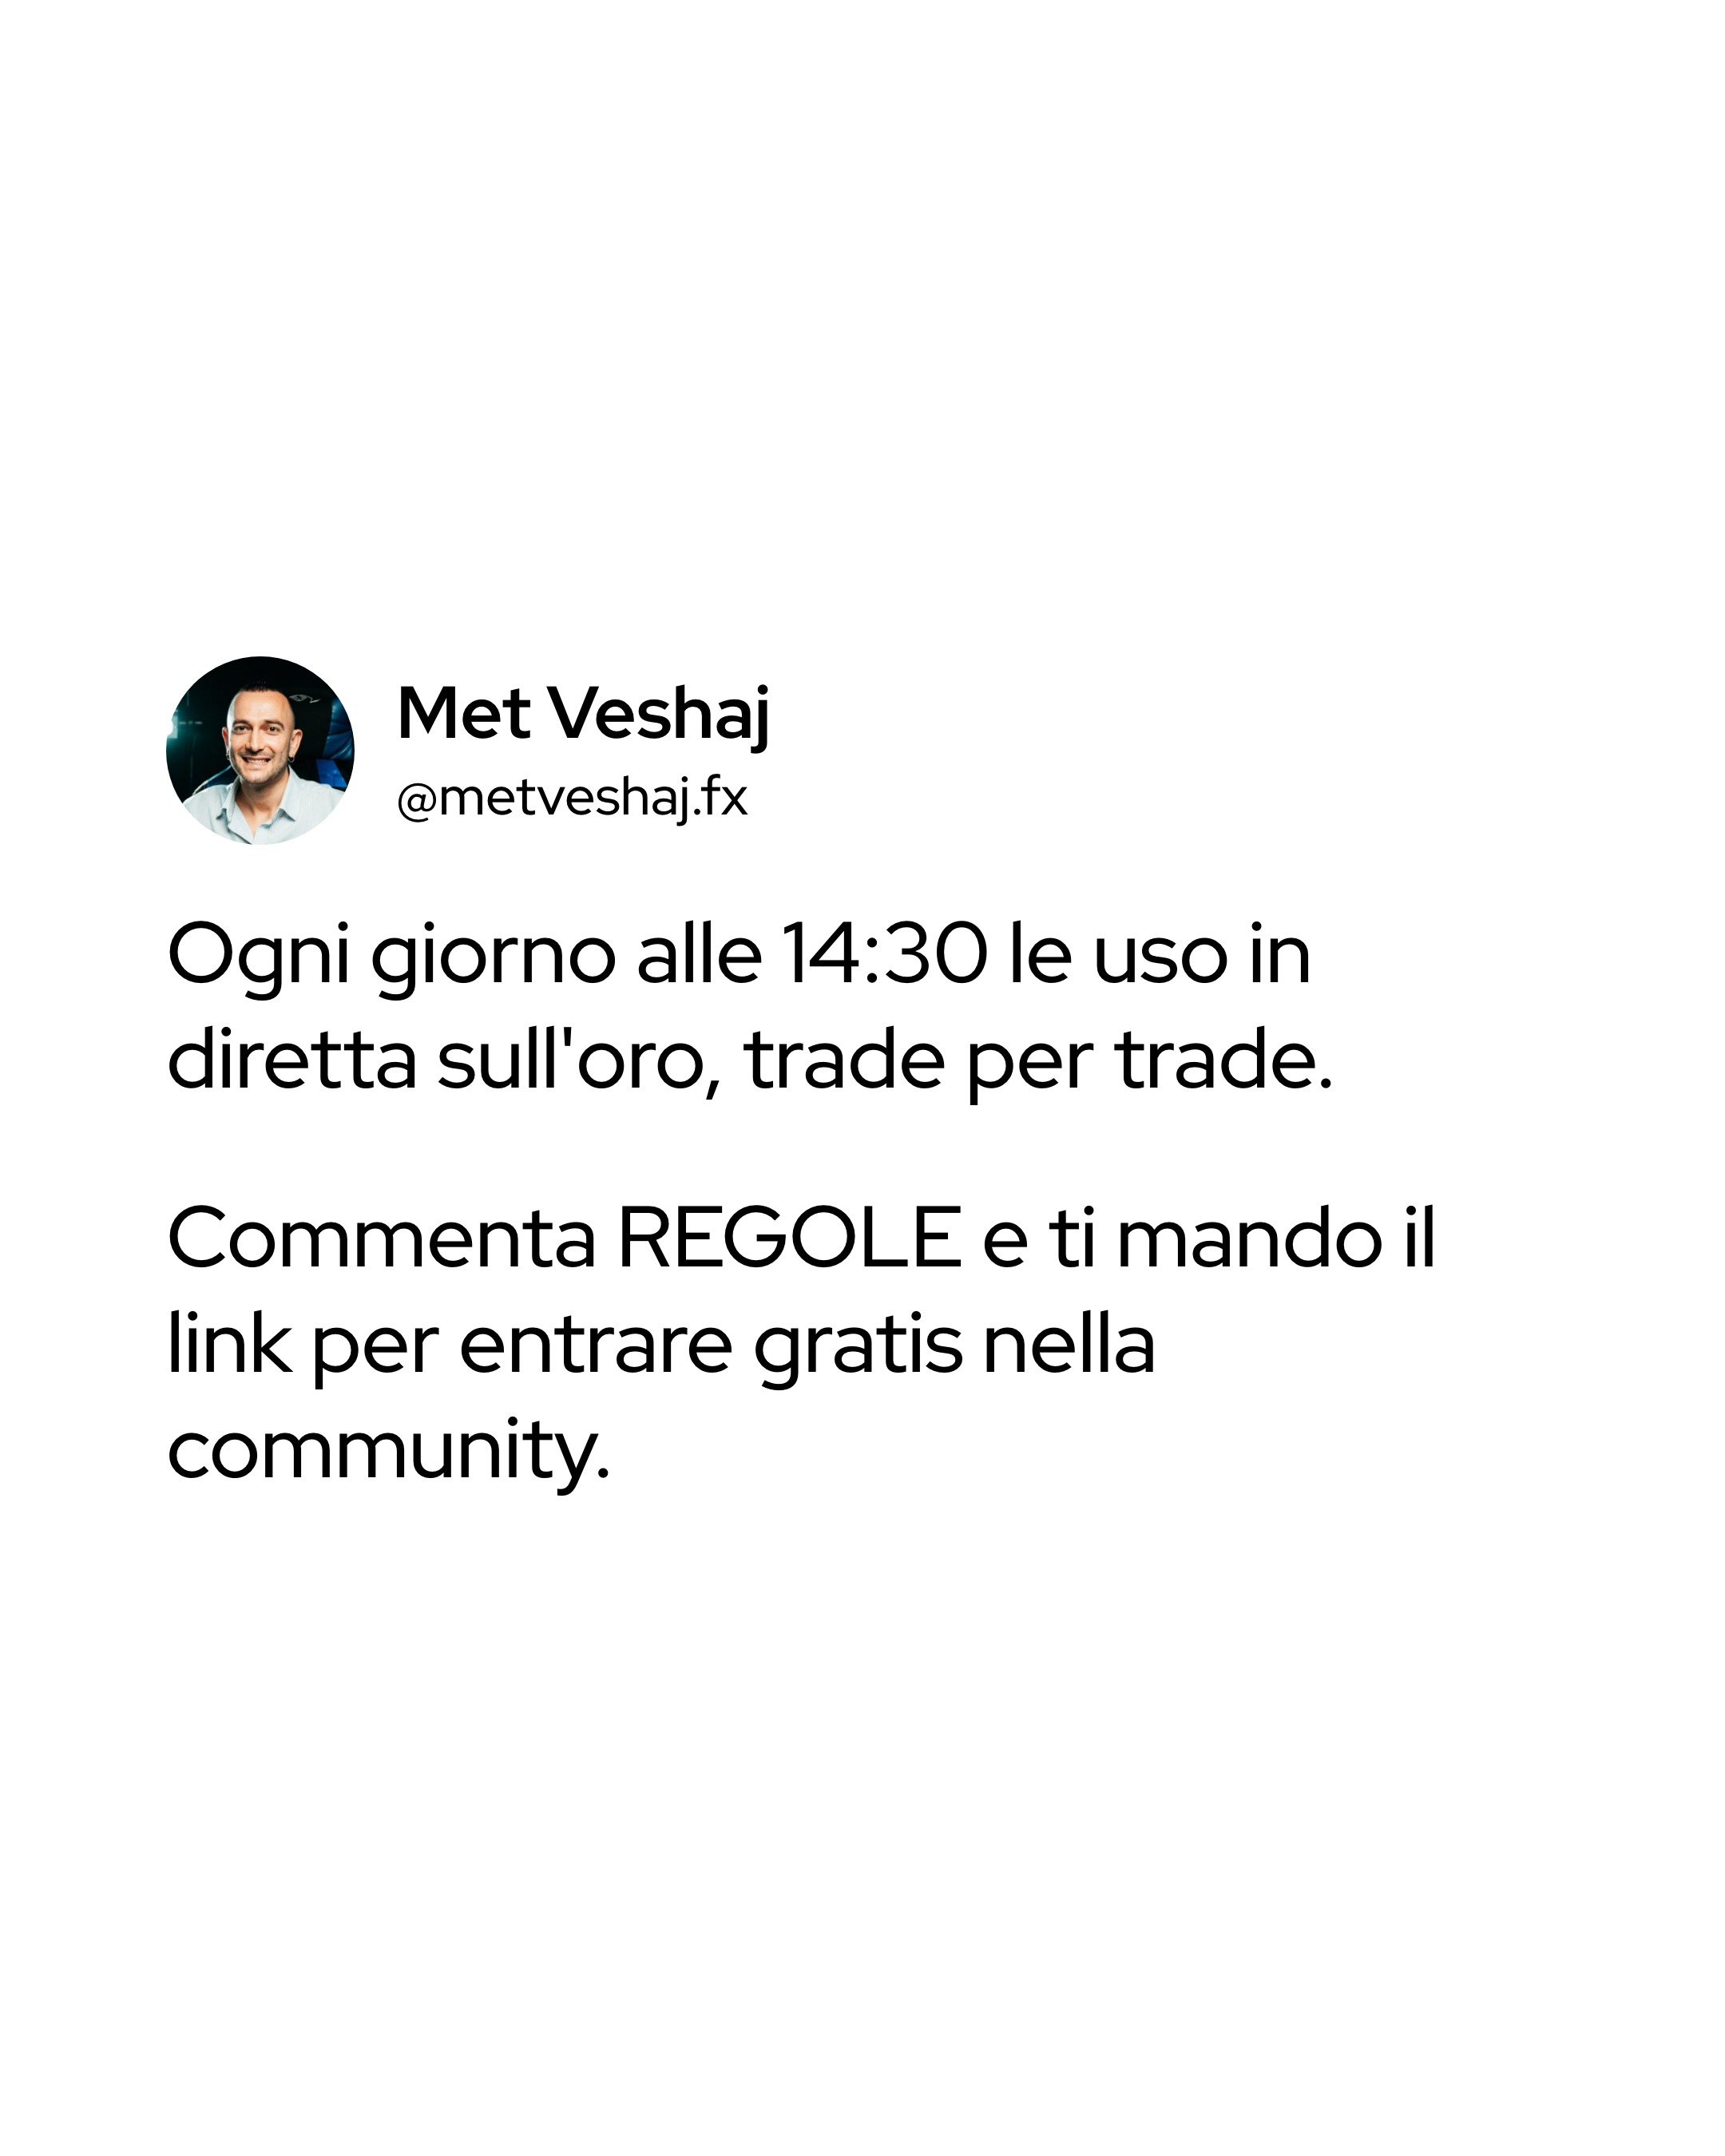 Met Veshaj
@metveshaj.fx
Ogni giorno alle 14:30 le uso in
diretta sull'oro, trade per trade.
Commenta REGOLE e ti mando il
link per entrare gratis nella
community.